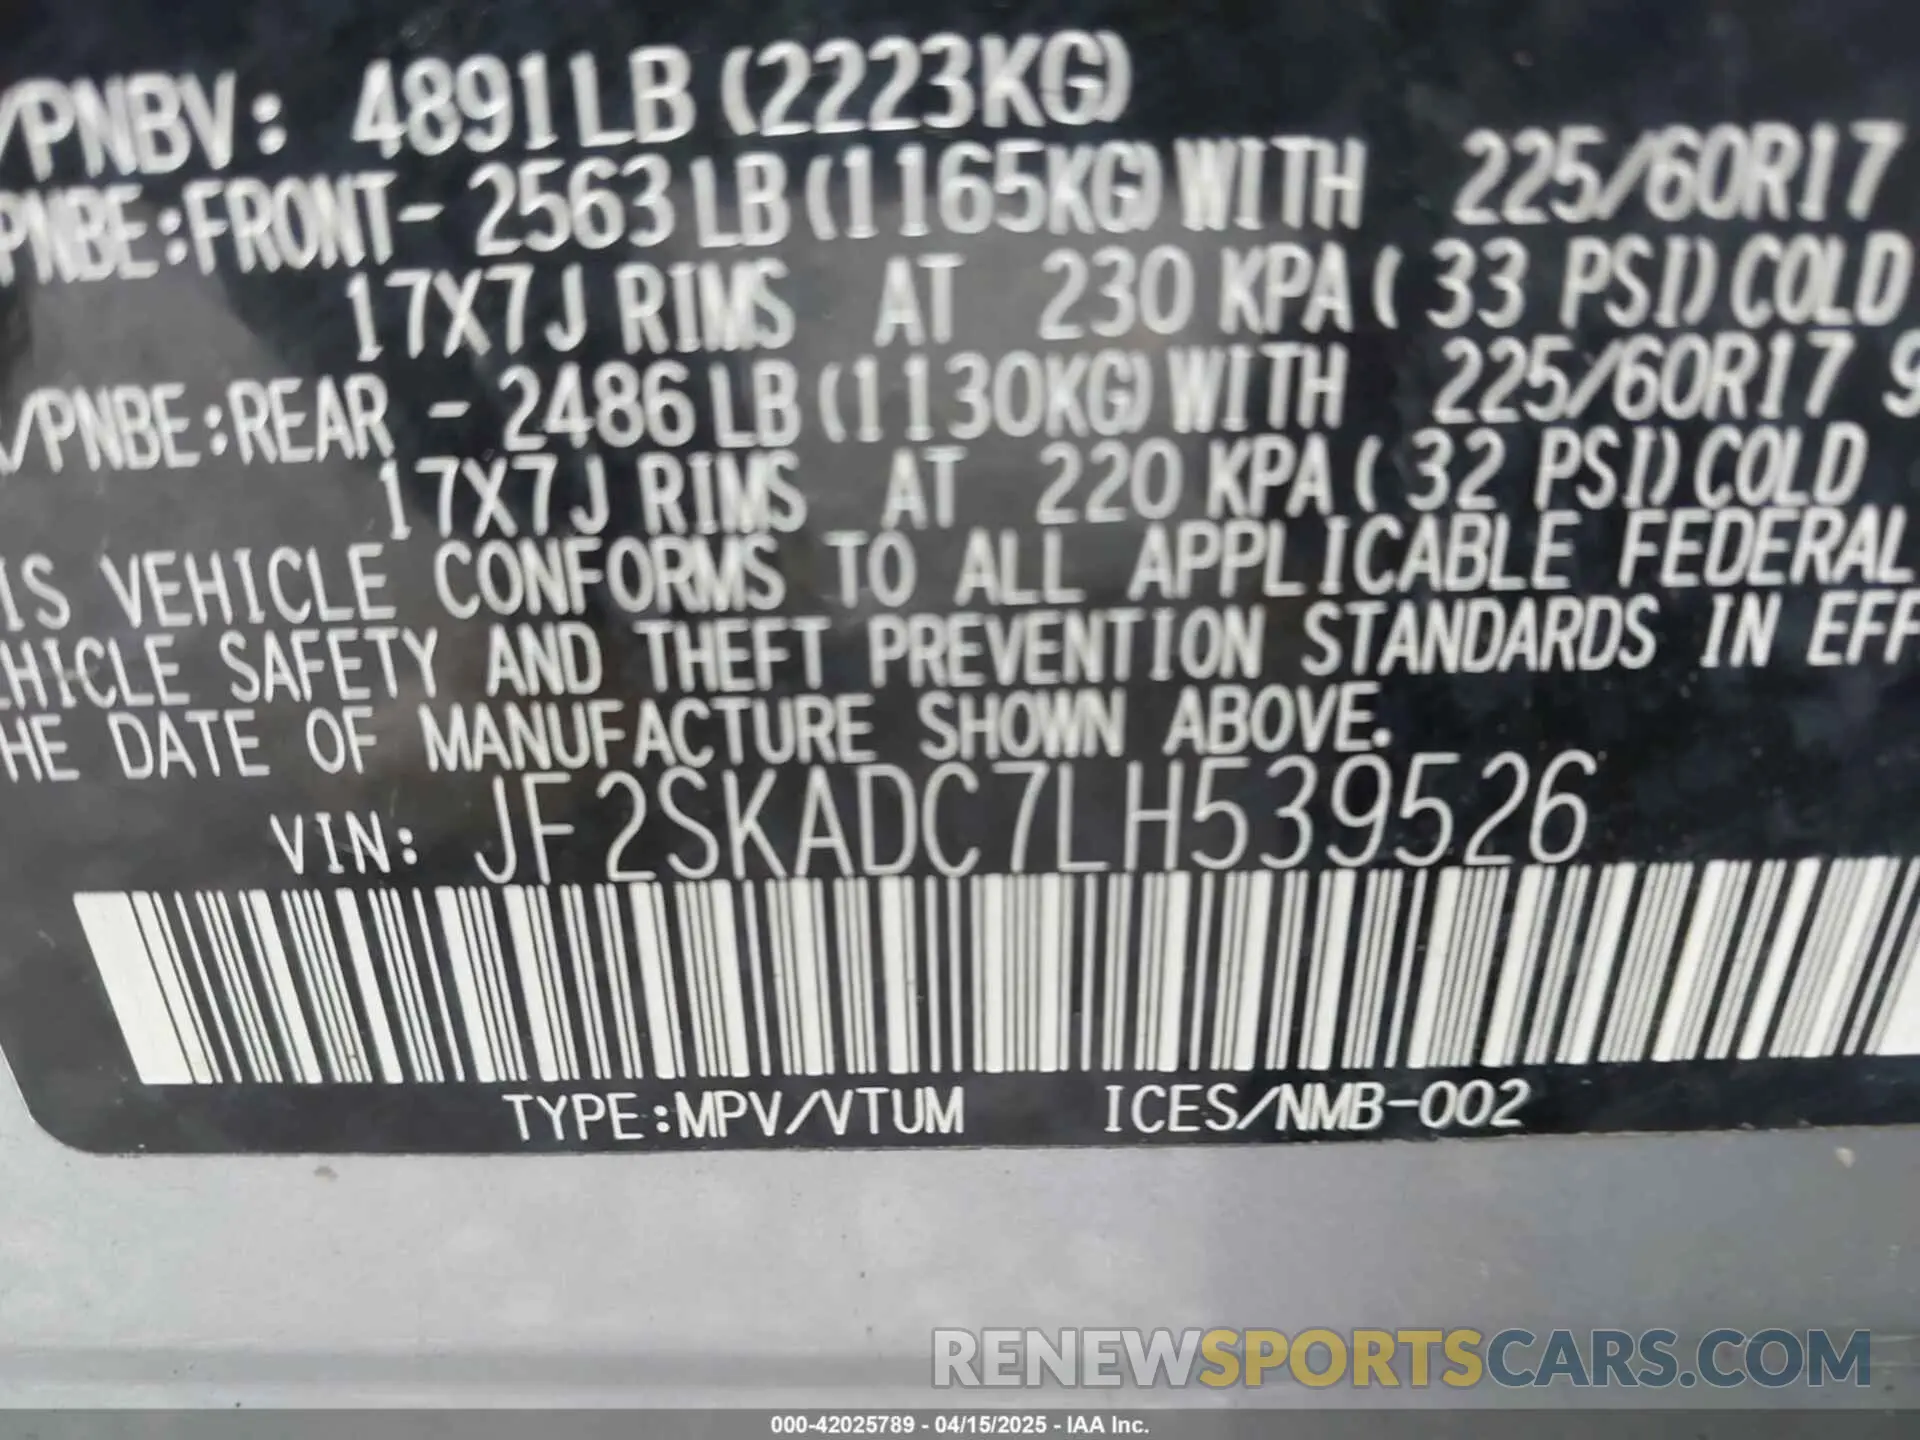 /PNBV: 4891LB (2223KG)
PNBE:FRONT- 2563 LB (1165KG) WITH 225/60R17
17X7J RIMS AT 230 KPA( 33 PSI) COLD
/PNBE:REAR - 2486 LB (1130KG) WITH 225/60R17 9
17X7J RIMS AT 220 KPA( 32 PSI) COLD
IS VEHICLE CONFORMS TO ALL APPLICABLE FEDERAL
HICLE SAFETY AND THEFT PREVENTION STANDARDS IN EFF
HE DATE OF MANUFACTURE SHOWN ABOVE.
VIN: JF2SKADC7LH539526
TYPE:MPV/VTUM ICES/NMB-002
RENEWSPORTSCARS.COM
000-42025789 - 04/15/2025 - IAA Inc.